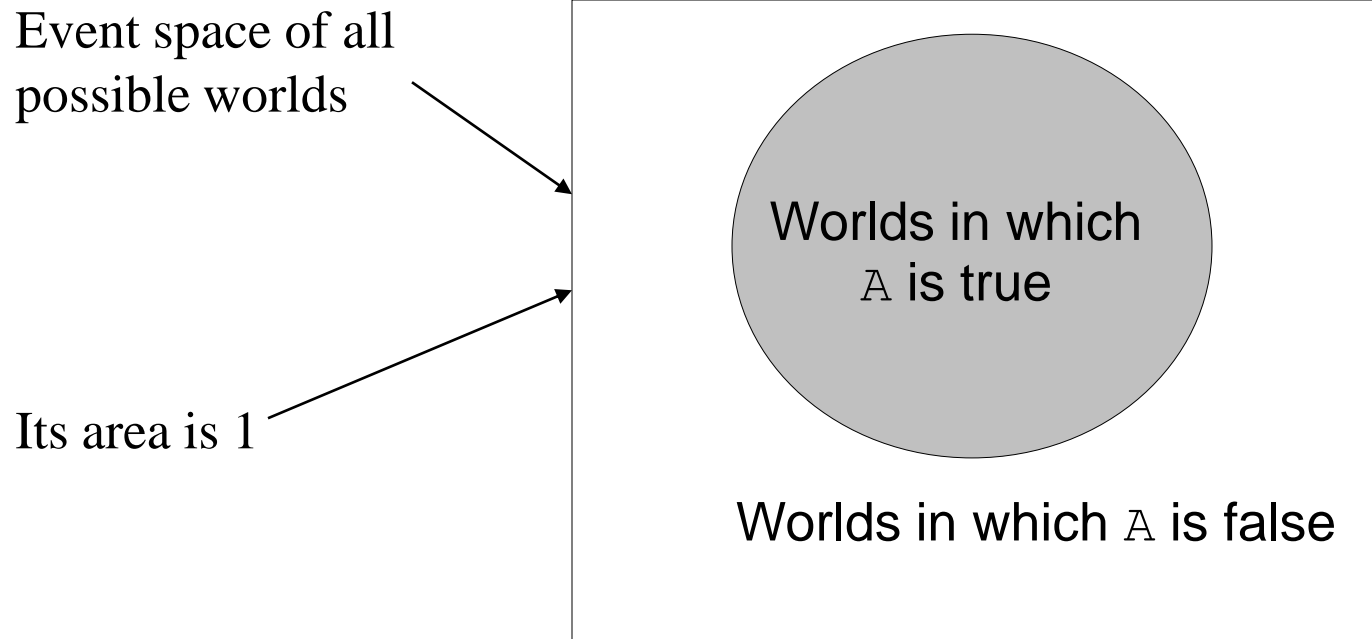 Event space of all
possible worlds
Its area is 1
Worlds in which
A is true
Worlds in which A is false